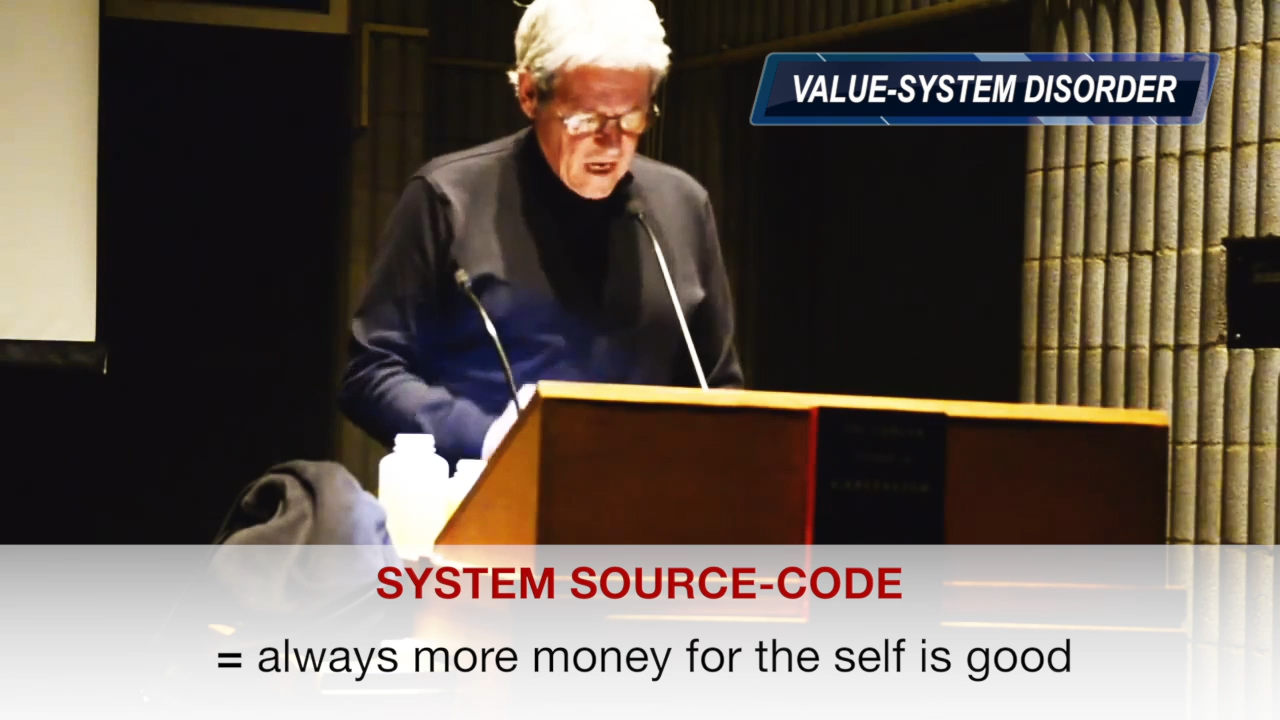 VALUE-SYSTEM DISORDER
SYSTEM SOURCE-CODE
= always more money for the self is good